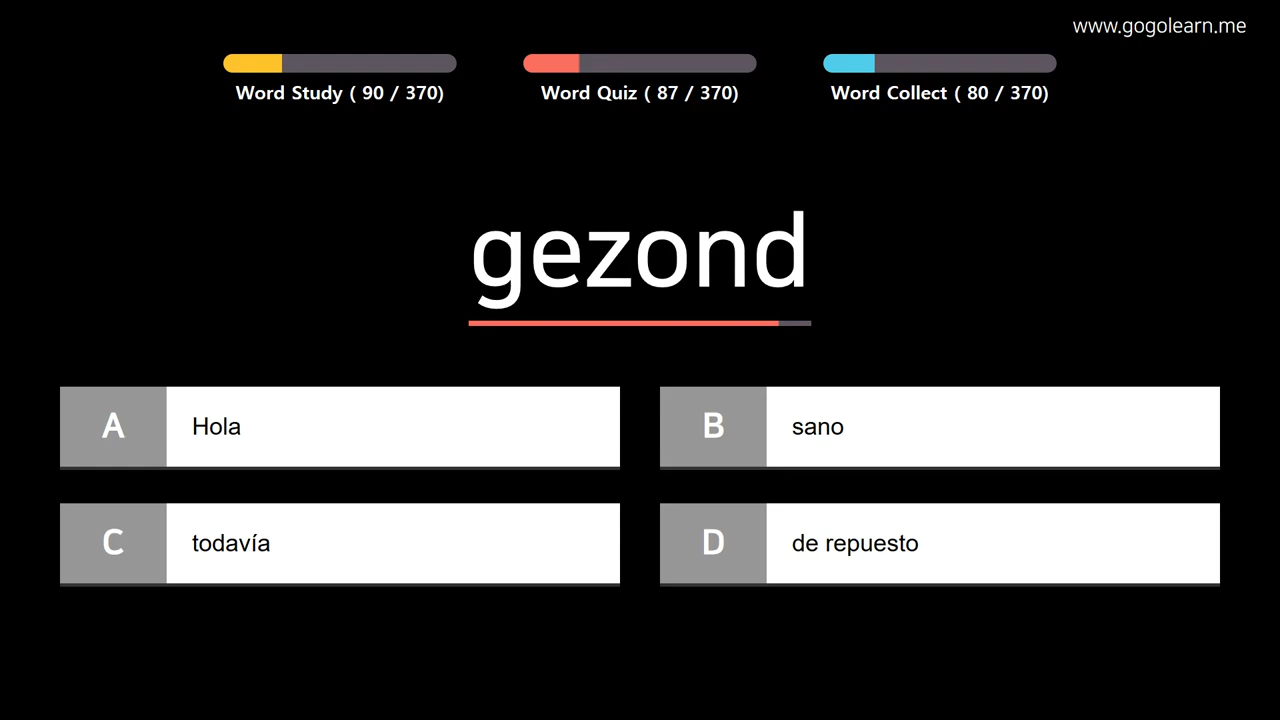 www.gogolearn.me
Word Study ( 90 / 370)
Word Quiz ( 87 / 370)
Word Collect ( 80 / 370)
gezond
A
Hola
B
sano
C
todavía
D
de repuesto